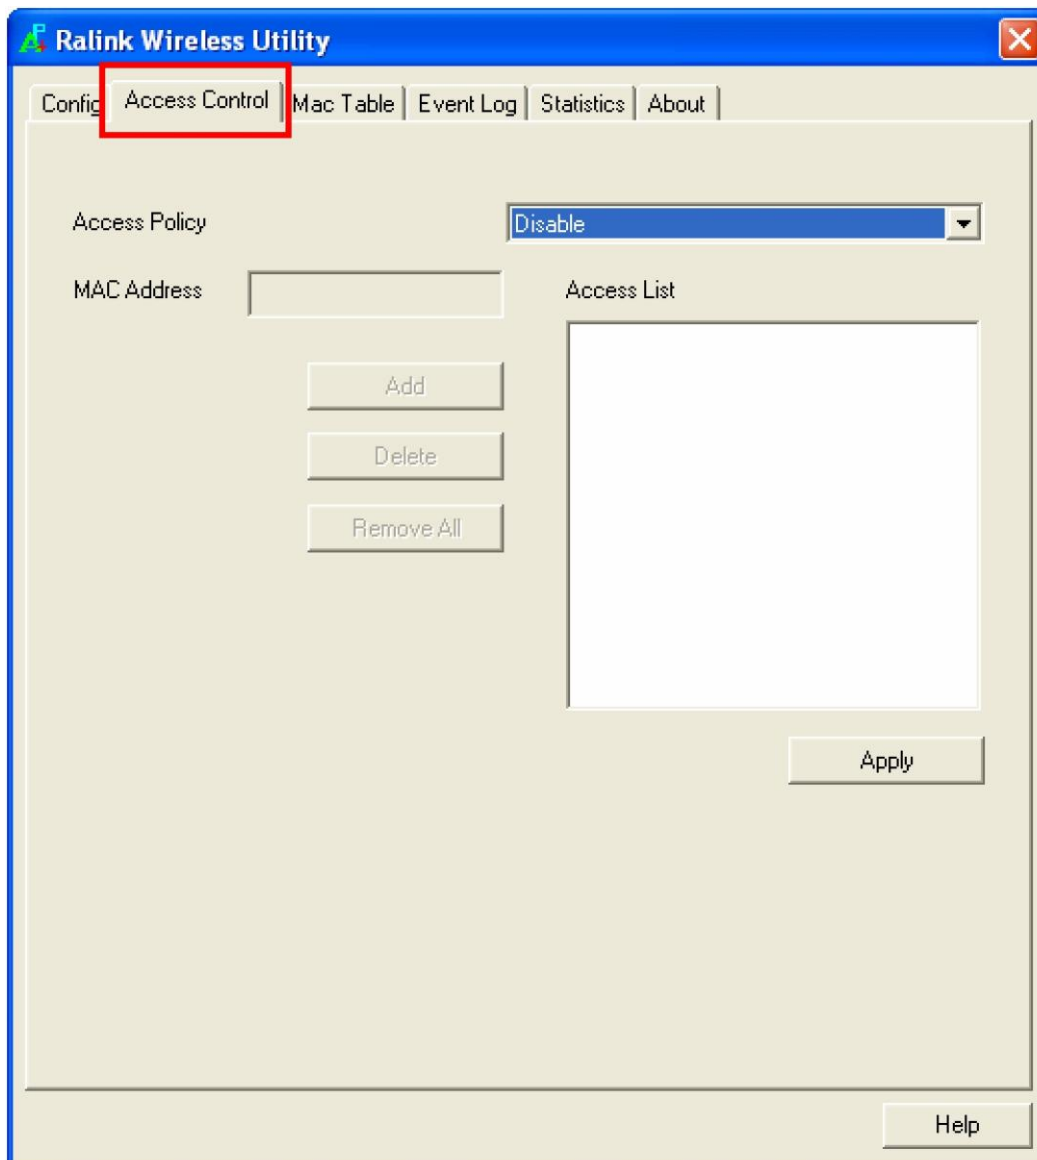 Ralink Wireless Utility
Config Access Control Mac Table Event Log Statistics About
Access Policy Disable
MAC Address Access List
Add
Delete
Remove All
Apply
Help